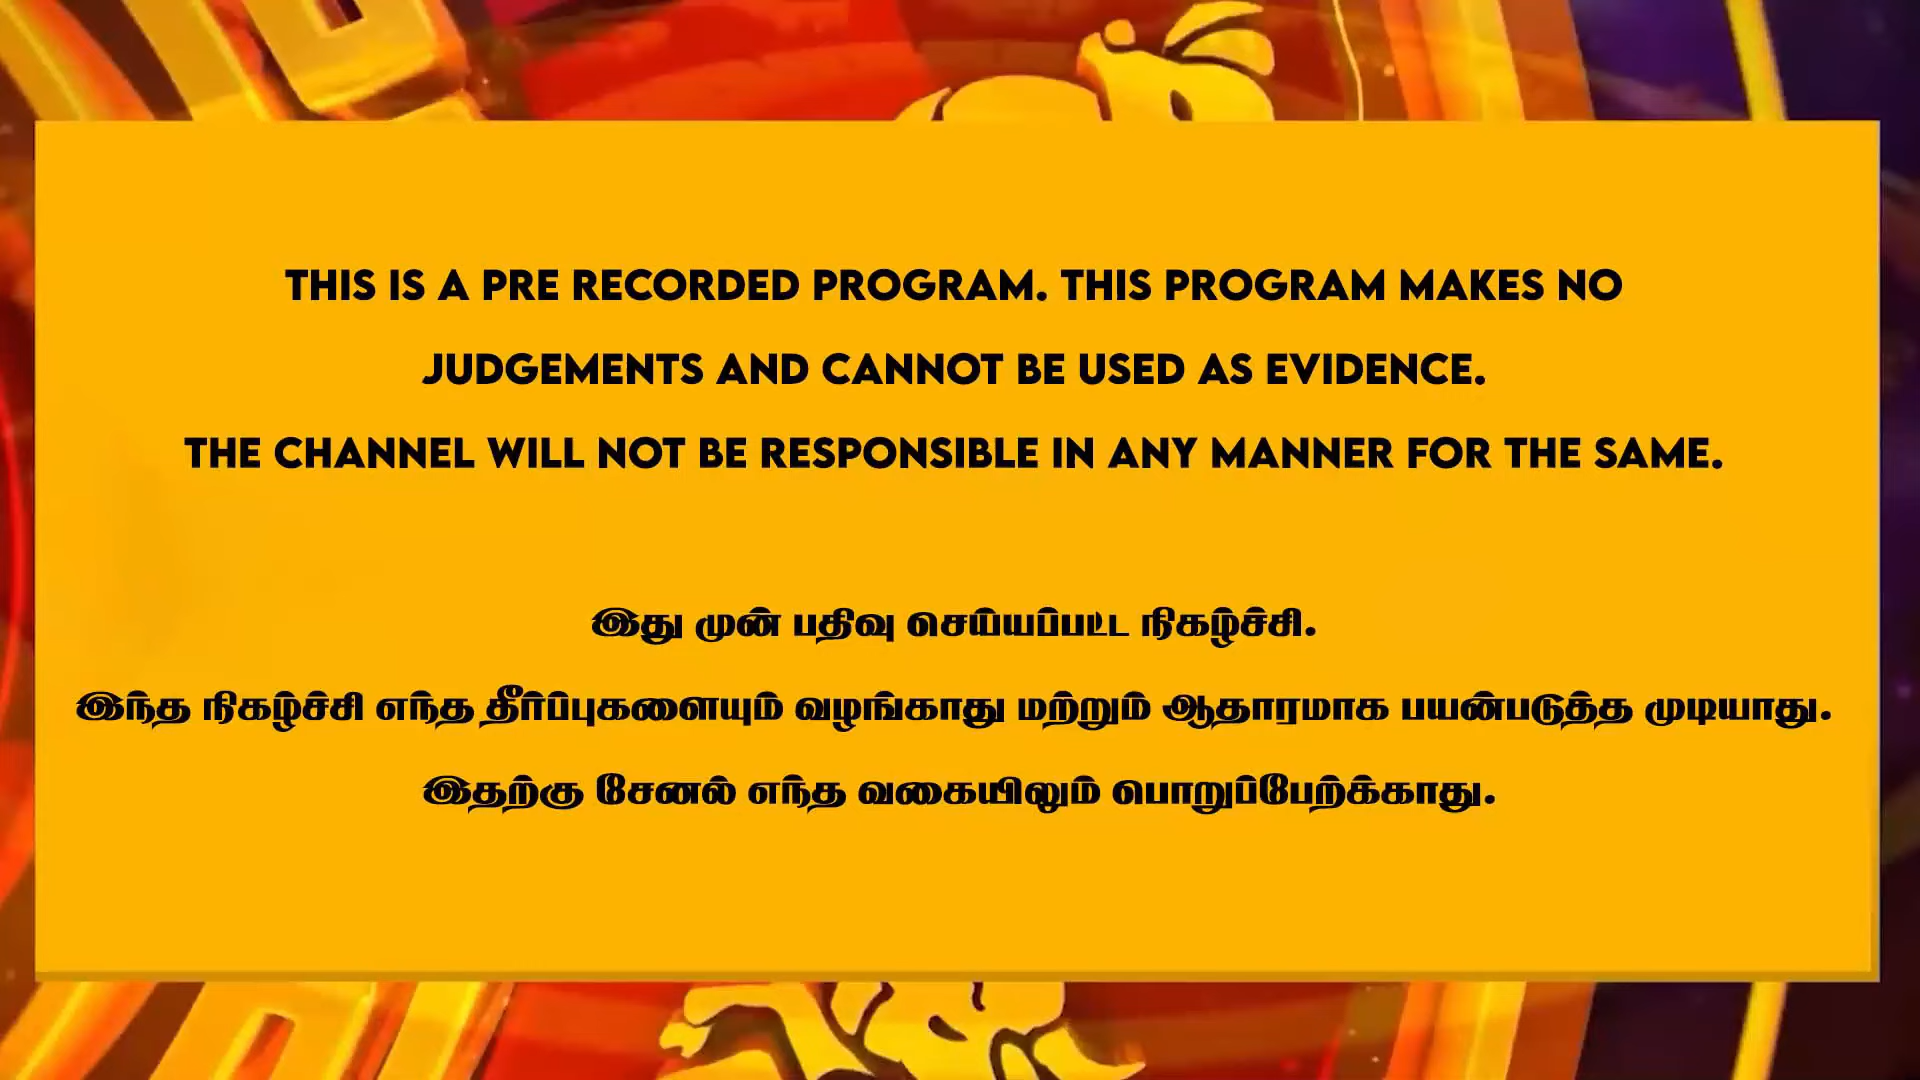 THIS IS A PRE RECORDED PROGRAM. THIS PROGRAM MAKES NO
JUDGEMENTS AND CANNOT BE USED AS EVIDENCE.
THE CHANNEL WILL NOT BE RESPONSIBLE IN ANY MANNER FOR THE SAME.
இது முன் பதிவு செய்யப்பட்ட நிகழ்ச்சி.
இந்த நிகழ்ச்சி எந்த தீர்ப்புகளையும் வழங்காது மற்றும் ஆதாரமாக பயன்படுத்த முடியாது.
இதற்கு சேனல் எந்த வகையிலும் பொறுப்பேற்க்காது.